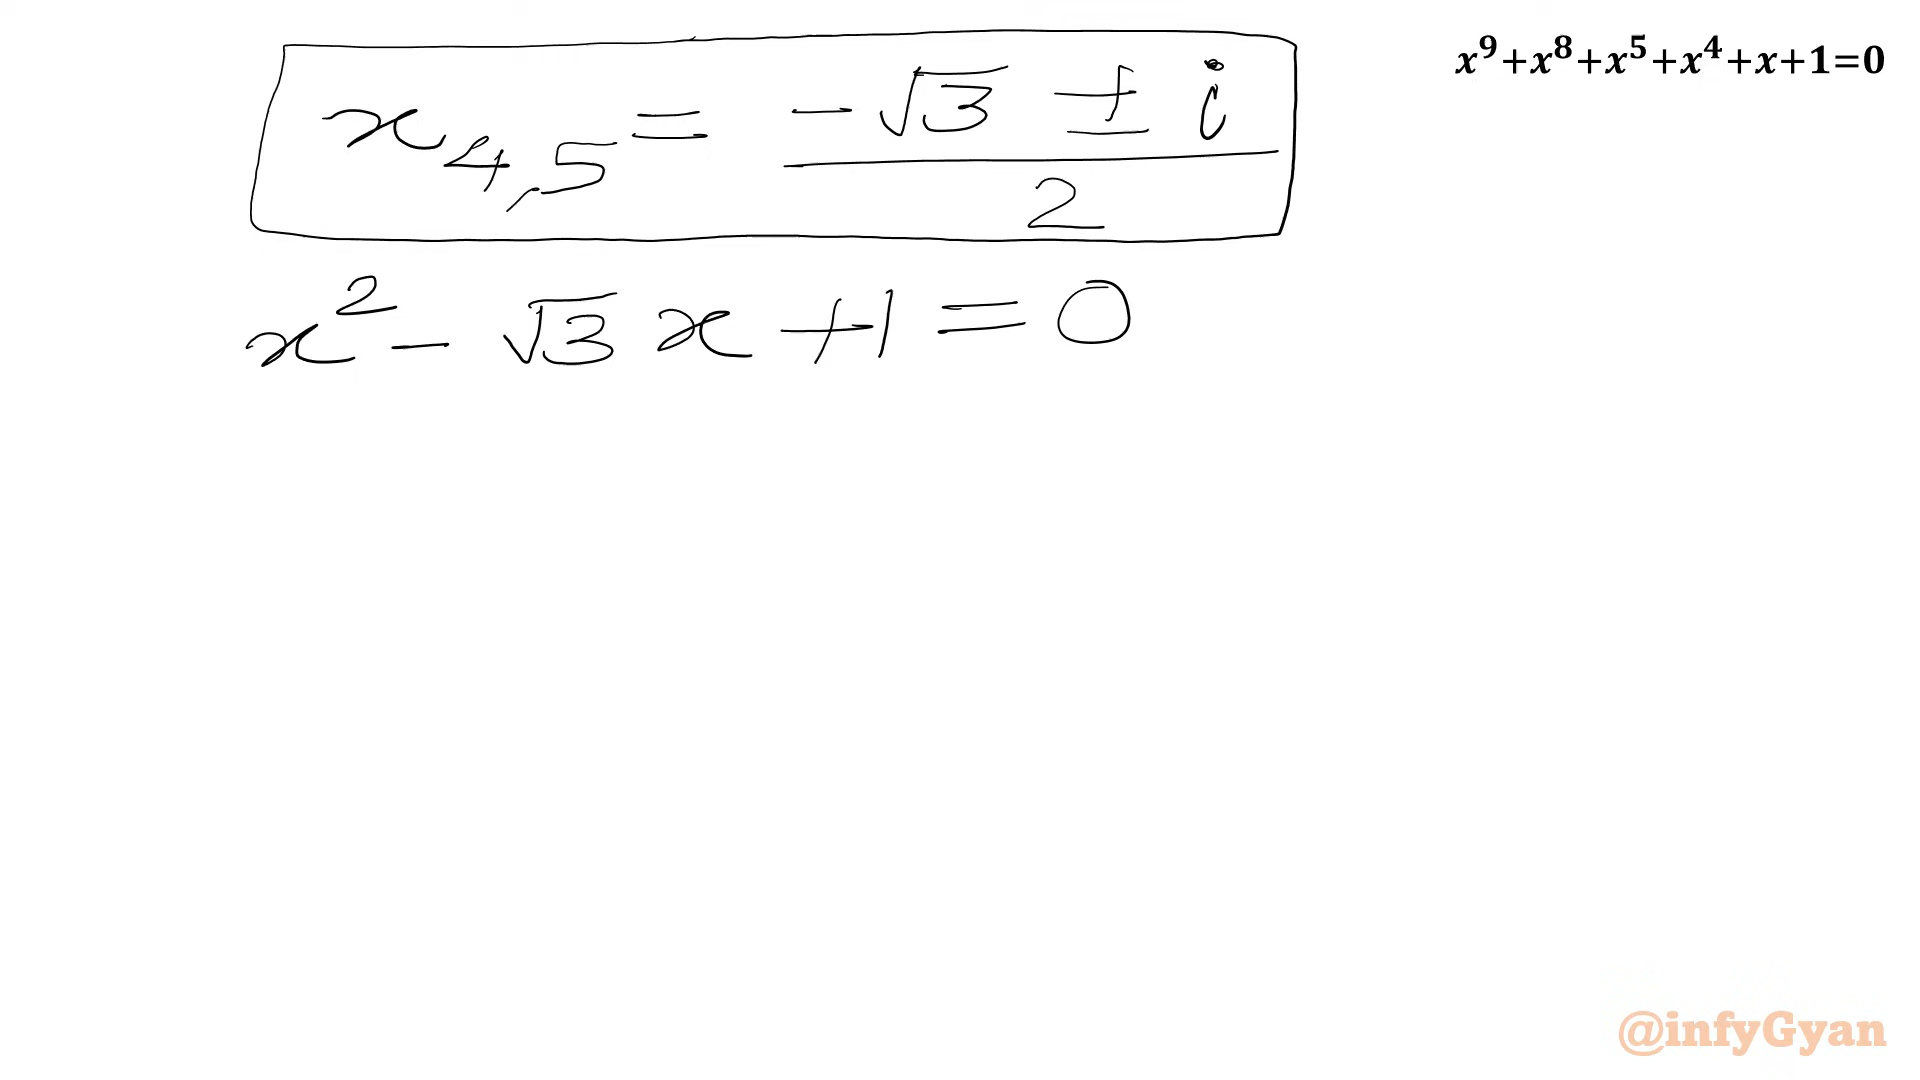 x⁹+x⁸+x⁵+x⁴+x+1=0
x₄,₅ = (-√3 ± i)/2
x² - √3 x + 1 = 0
@infyGyan